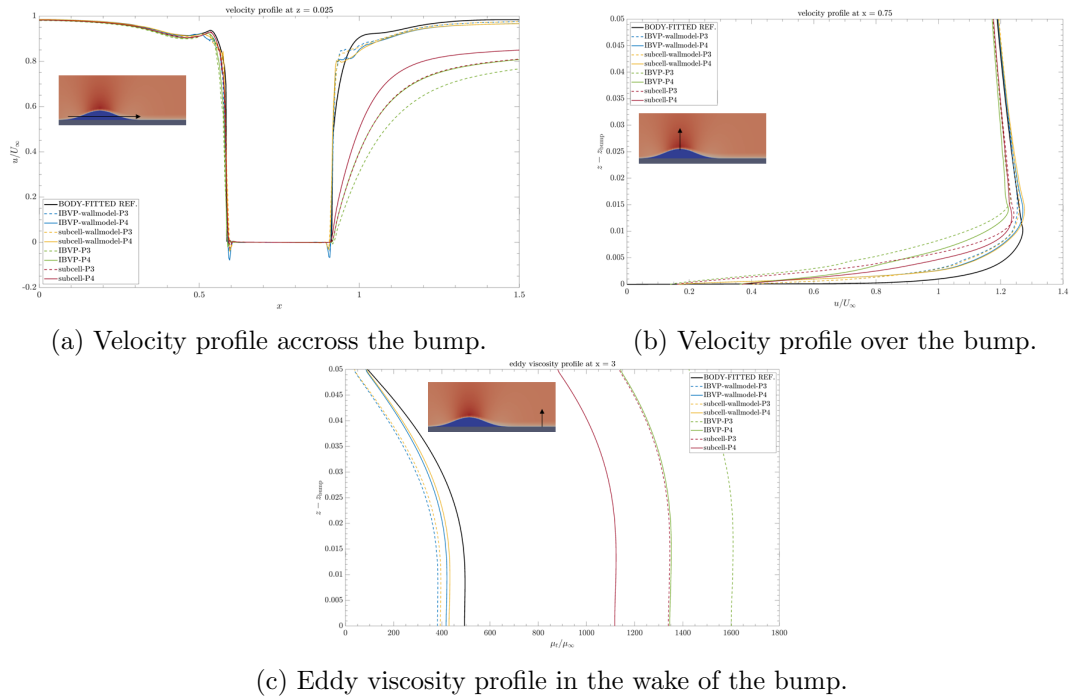 velocity profile at z = 0.025
1
0.8
0.6
0.4
0.2
0
-0.2
u/U∞
BODY-FITTED REF.
IBVP-wallmodel-P3
IBVP-wallmodel-P4
subcell-wallmodel-P3
subcell-wallmodel-P4
IBVP-P3
IBVP-P4
subcell-P3
subcell-P4
0 0.5 1 1.5
x
(a) Velocity profile accross the bump.
velocity profile at x = 0.75
0.05
0.045
0.04
0.035
0.03
0.025
0.02
0.015
0.01
0.005
0
z − zbump
BODY-FITTED REF.
IBVP-wallmodel-P3
IBVP-wallmodel-P4
subcell-wallmodel-P3
subcell-wallmodel-P4
IBVP-P3
IBVP-P4
subcell-P3
subcell-P4
0 0.2 0.4 0.6 0.8 1 1.2 1.4
u/U∞
(b) Velocity profile over the bump.
eddy viscosity profile at x = 3
0.05
0.045
0.04
0.035
0.03
0.025
0.02
0.015
0.01
0.005
0
z − zbump
BODY-FITTED REF.
IBVP-wallmodel-P3
IBVP-wallmodel-P4
subcell-wallmodel-P3
subcell-wallmodel-P4
IBVP-P3
IBVP-P4
subcell-P3
subcell-P4
0 200 400 600 800 1000 1200 1400 1600 1800
μt/μ∞
(c) Eddy viscosity profile in the wake of the bump.